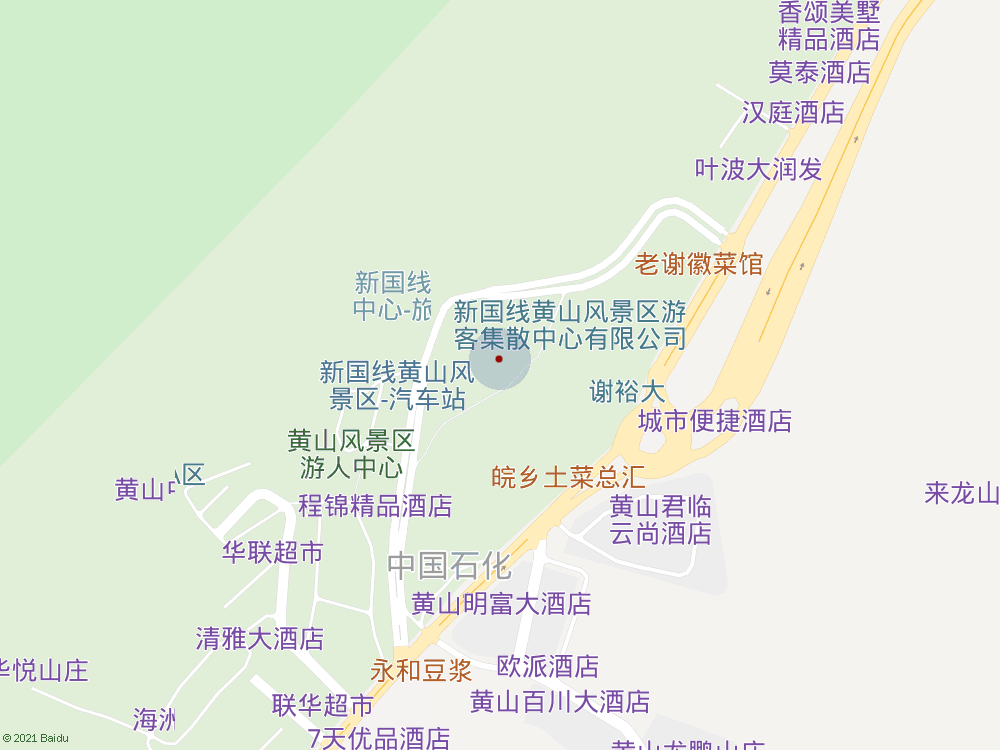 香颂美墅
精品酒店
莫泰酒店
汉庭酒店
叶波大润发
老谢徽菜馆
新国线
中心-旅
新国线黄山风景区游
客集散中心有限公司
新国线黄山风
景区-汽车站
谢裕大
城市便捷酒店
黄山风景区
游人中心
区
黄山
皖乡土菜总汇
来龙山
程锦精品酒店
黄山君临
云尚酒店
华联超市
中国石化
黄山明富大酒店
清雅大酒店
华悦山庄
永和豆浆
欧派酒店
联华超市
黄山百川大酒店
海洲
7天优品酒店
黄山龙鹏山庄
© 2021 Baidu